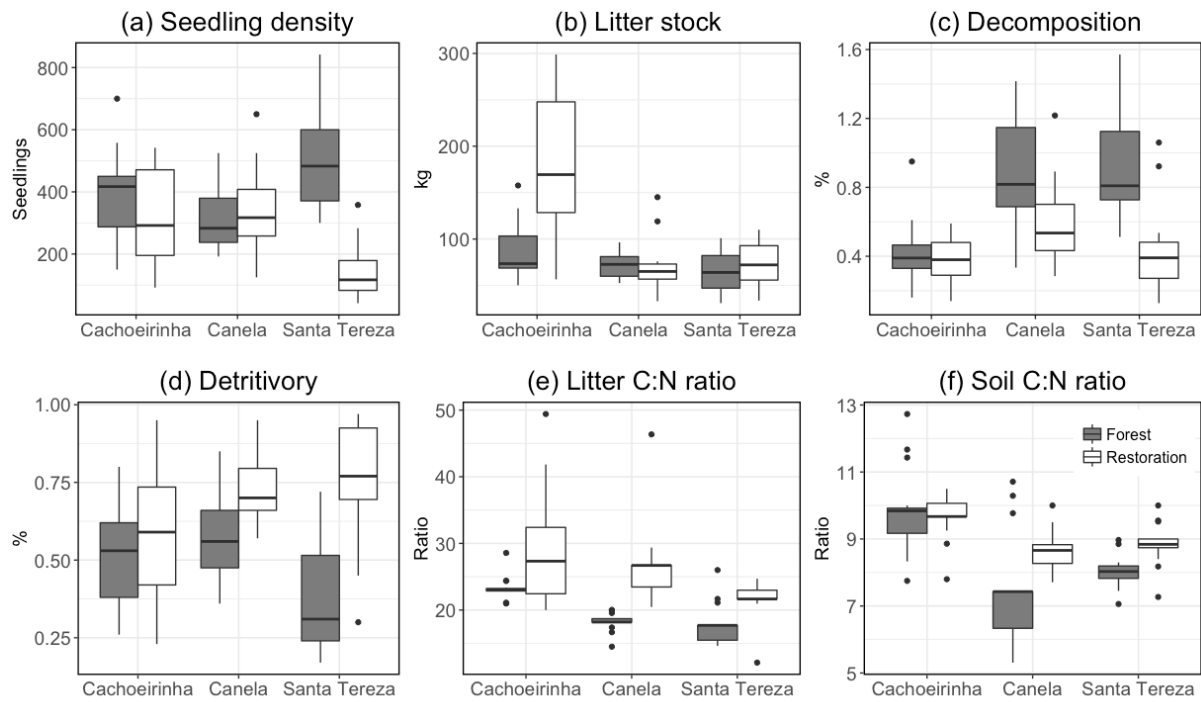 (a) Seedling density
(b) Litter stock
(c) Decomposition
Seedlings
800
600
400
200
Cachoeirinha Canela Santa Tereza
kg
300
200
100
Cachoeirinha Canela Santa Tereza
%
1.6
1.2
0.8
0.4
Cachoeirinha Canela Santa Tereza
(d) Detritivory
(e) Litter C:N ratio
(f) Soil C:N ratio
%
1.00
0.75
0.50
0.25
Cachoeirinha Canela Santa Tereza
Ratio
50
40
30
20
Cachoeirinha Canela Santa Tereza
Ratio
13
11
9
7
5
Forest
Restoration
Cachoeirinha Canela Santa Tereza